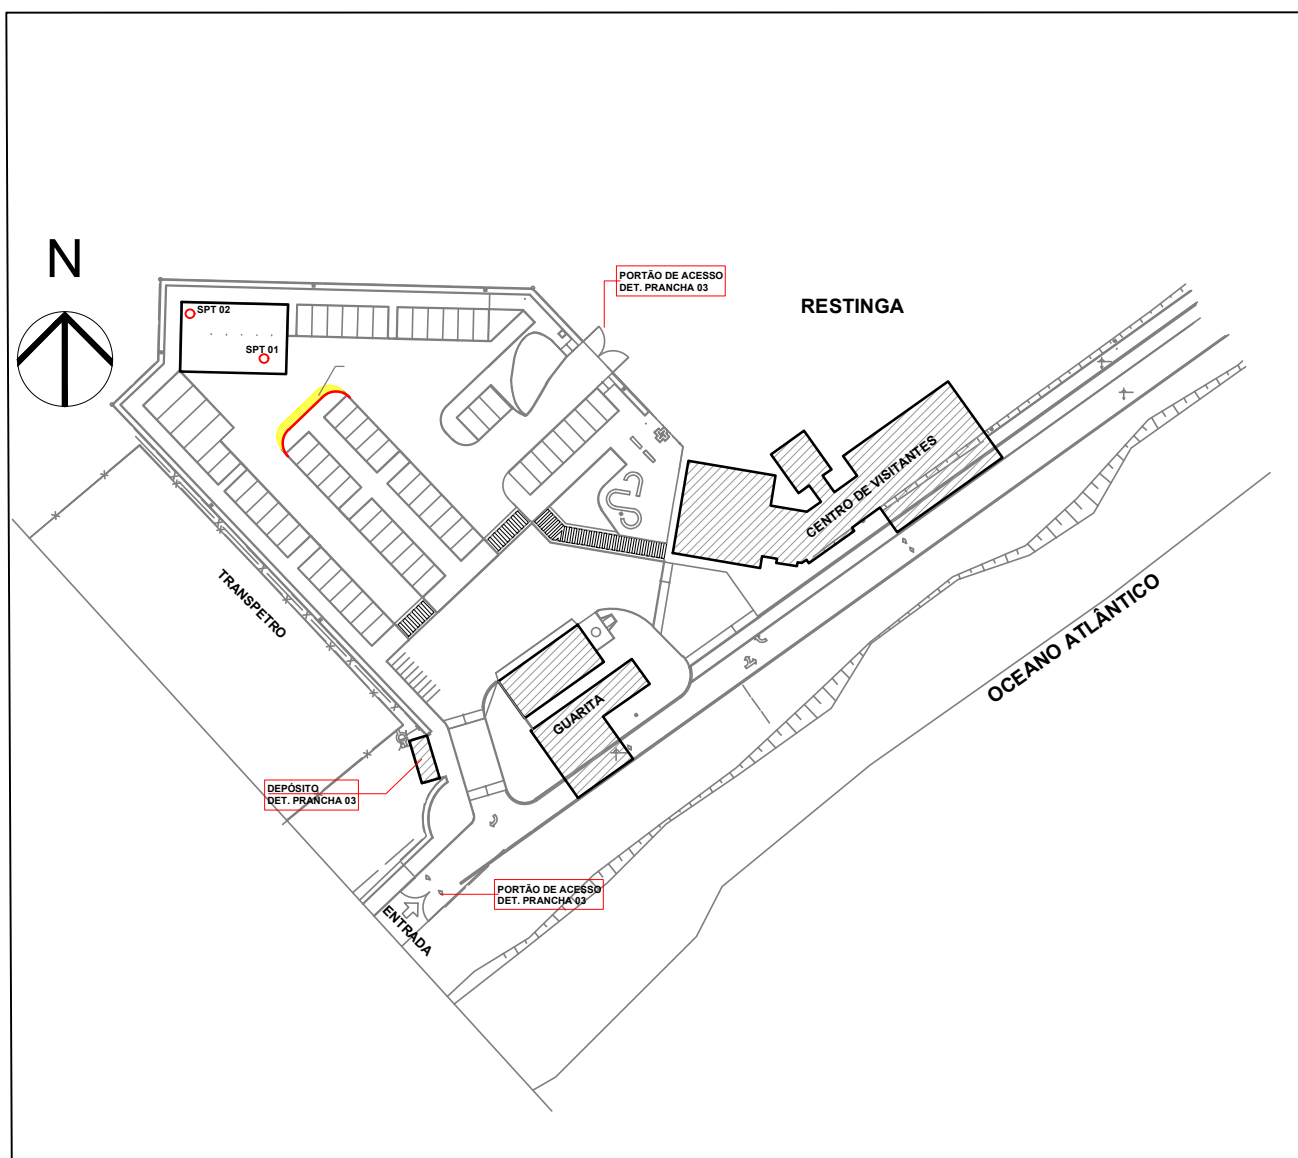 N
PORTÃO DE ACESSO
DET. PRANCHA 03
RESTINGA
SPT 02
SPT 01
CENTRO DE VISITANTES
TRANSPETRO
OCEANO ATLÂNTICO
GUARITA
DEPÓSITO
DET. PRANCHA 03
PORTÃO DE ACESSO
DET. PRANCHA 03
ENTRADA